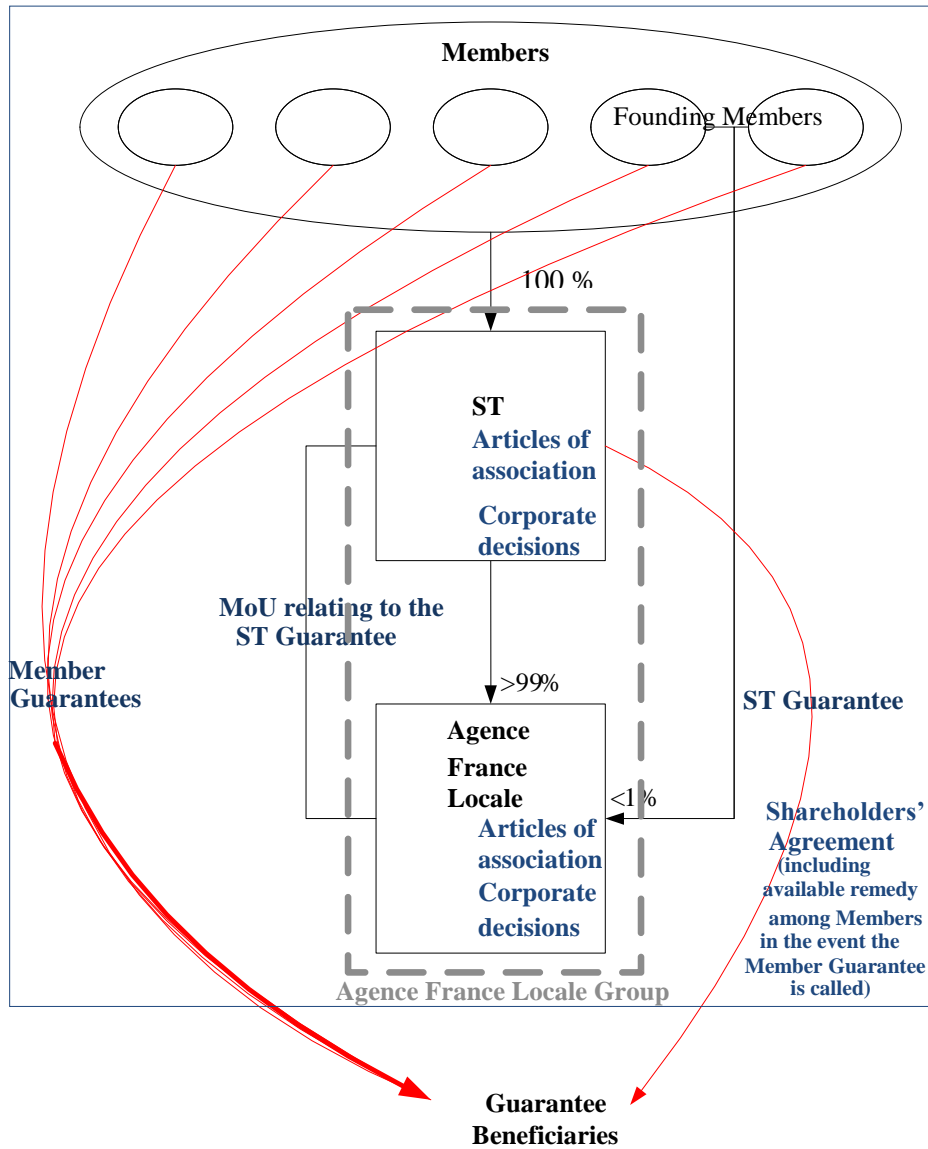 Members
Founding Members
100 %
ST
Articles of
association
Corporate
decisions
MoU relating to the
ST Guarantee
Member
Guarantees
>99%
ST Guarantee
Agence
France
Locale
<1%
Articles of
association
Corporate
decisions
Shareholders’
Agreement
(including
available remedy
among Members
in the event the
Member Guarantee
is called)
Agence France Locale Group
Guarantee
Beneficiaries